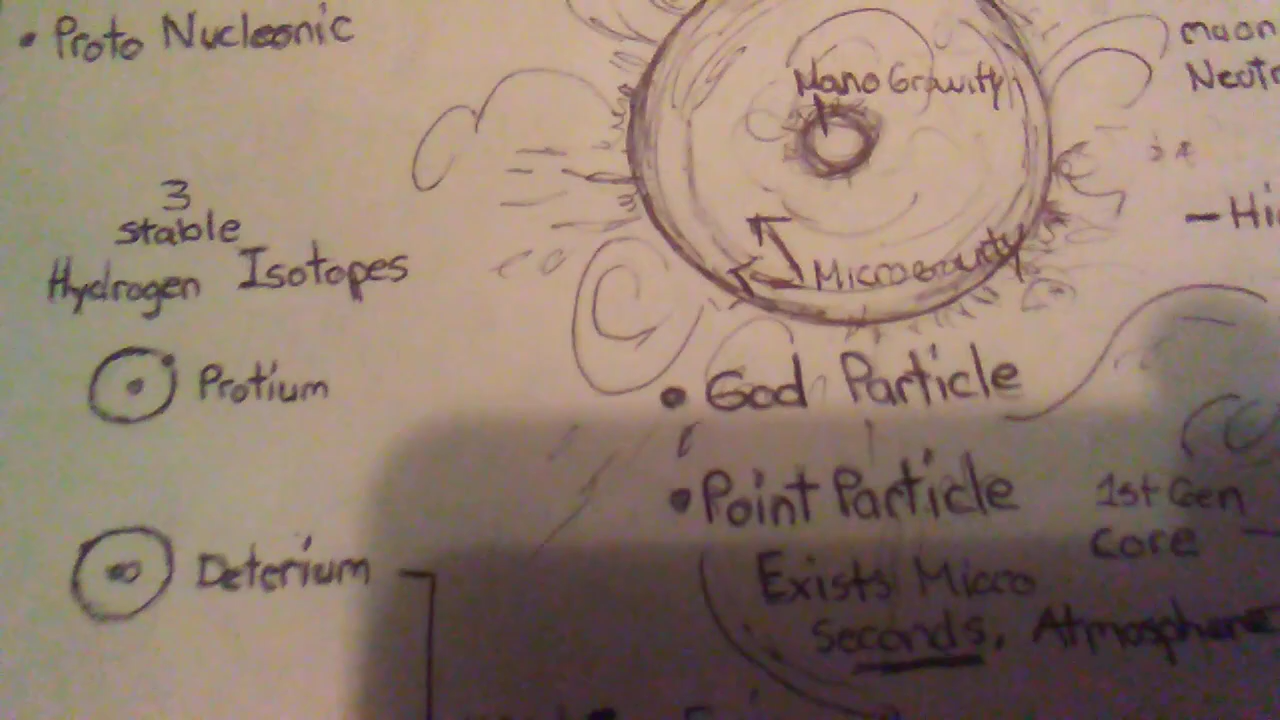 • Proto Nucleonic
3
stable
Hydrogen Isotopes
Protium
Deterium
Nano Gravity
Microgravity
• God Particle
• Point Particle
Exists Micro
Seconds. Atmosphere
1st Gen
Core